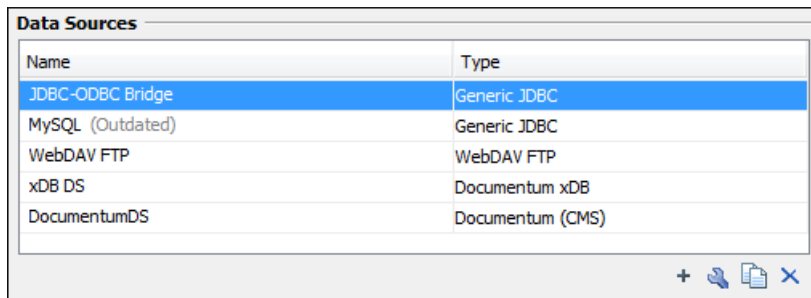 Data Sources
Name Type
JDBC-ODBC Bridge Generic JDBC
MySQL (Outdated) Generic JDBC
WebDAV FTP WebDAV FTP
xDB DS Documentum xDB
DocumentumDS Documentum (CMS)